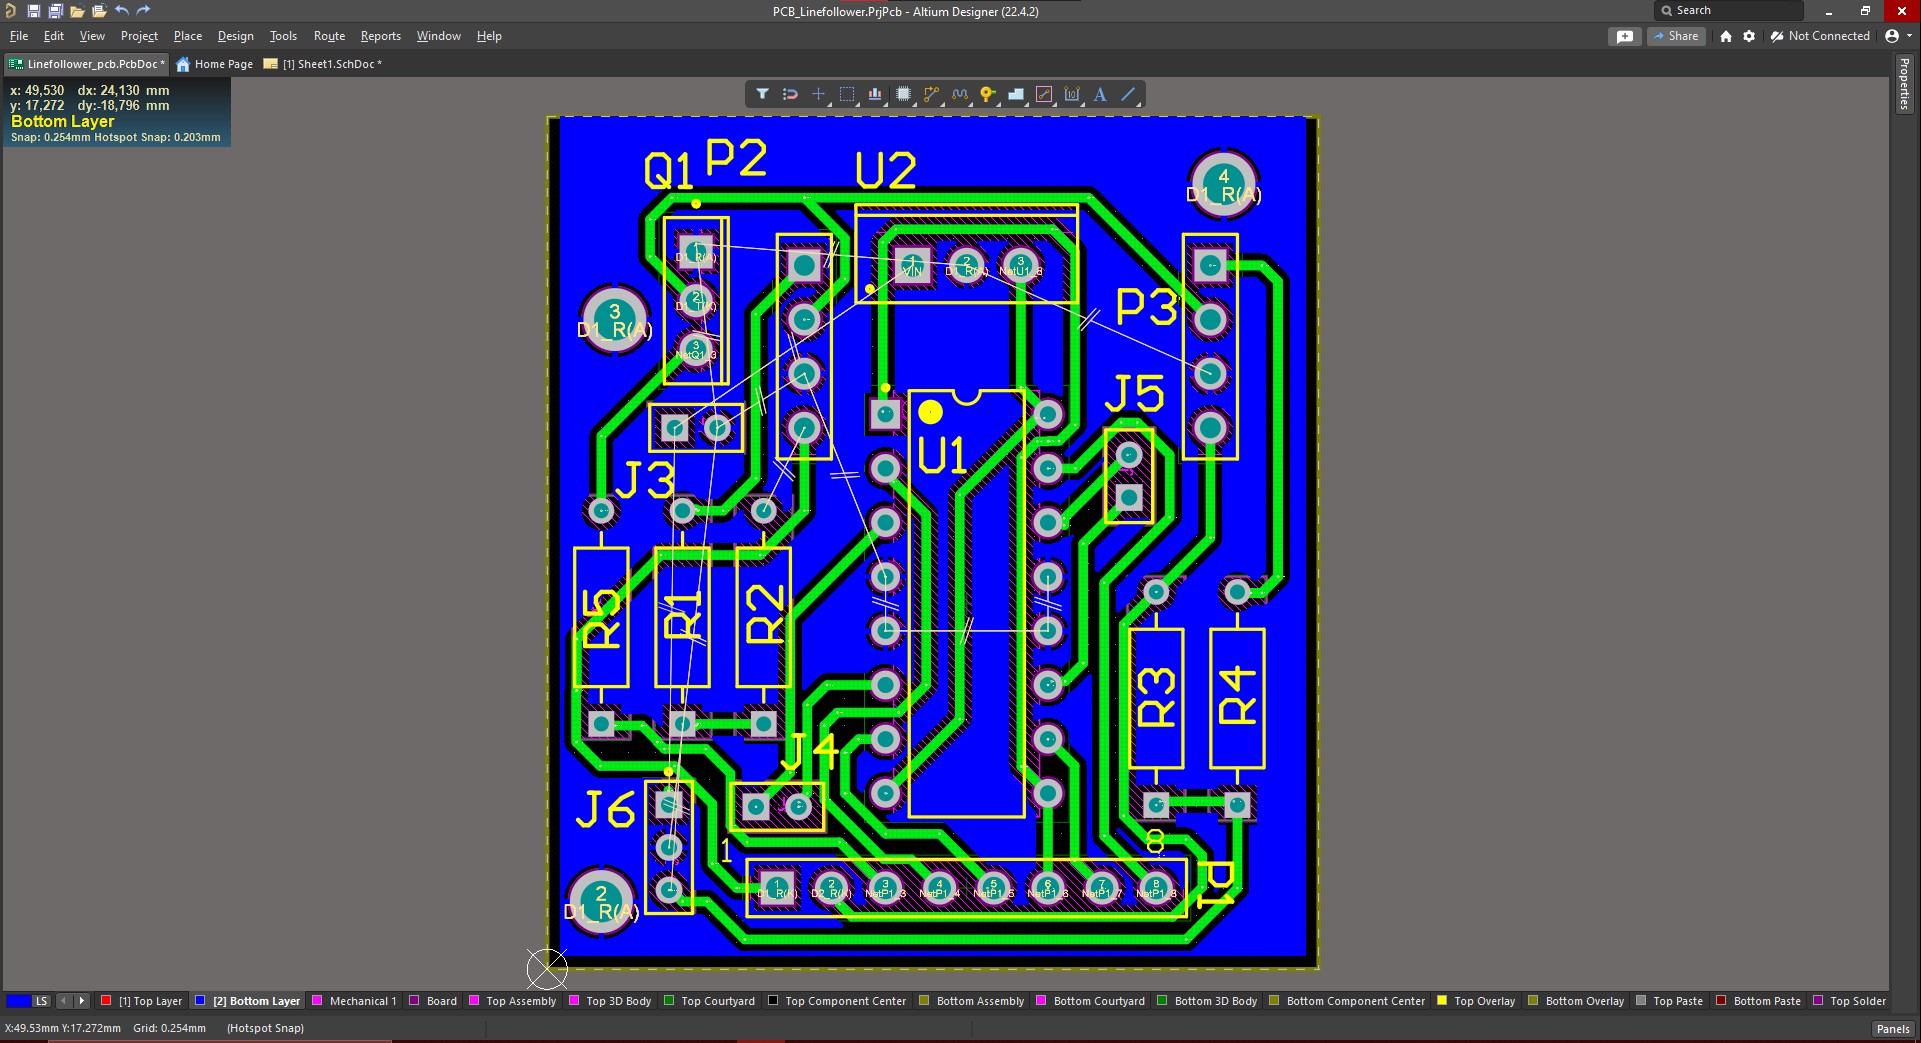 PCB_Linefollower.PrjPcb - Altium Designer (22.4.2)
Search
File Edit View Project Place Design Tools Route Reports Window Help
Share
Not Connected
Linefollower_pcb.PcbDoc *
Home Page
[1] Sheet1.SchDoc *
Properties
x: 49,530 dx: 24,130 mm
y: 17,272 dy:-18,796 mm
Bottom Layer
Snap: 0.254mm Hotspot Snap: 0.203mm
Q1
P2
U2
4
D1_R(A)
1
D1_R(A)
2
3
NetQ1_3
1
VIN
2
D1_R(A)
3
3
D1_R(A)
P3
J5
J3
U1
R5
R1
R2
R3
R4
J4
J6
1
8
P1
2
D1_R(A)
1
D1_R(K)
2
D2_R(K)
3
NetP1_3
4
NetP1_4
5
NetP1_5
6
NetP1_6
7
NetP1_7
8
NetP1_8
LS
[1] Top Layer
[2] Bottom Layer
Mechanical 1
Board
Top Assembly
Top 3D Body
Top Courtyard
Top Component Center
Bottom Assembly
Bottom Courtyard
Bottom 3D Body
Bottom Component Center
Top Overlay
Bottom Overlay
Top Paste
Bottom Paste
Top Solder
X:49.53mm Y:17.272mm Grid: 0.254mm (Hotspot Snap)
Panels